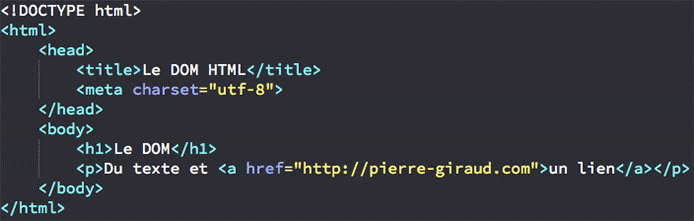 <!DOCTYPE html>
<html>
    <head>
        <title>Le DOM HTML</title>
        <meta charset="utf-8">
    </head>
    <body>
        <h1>Le DOM</h1>
        <p>Du texte et <a href="http://pierre-giraud.com">un lien</a></p>
    </body>
</html>